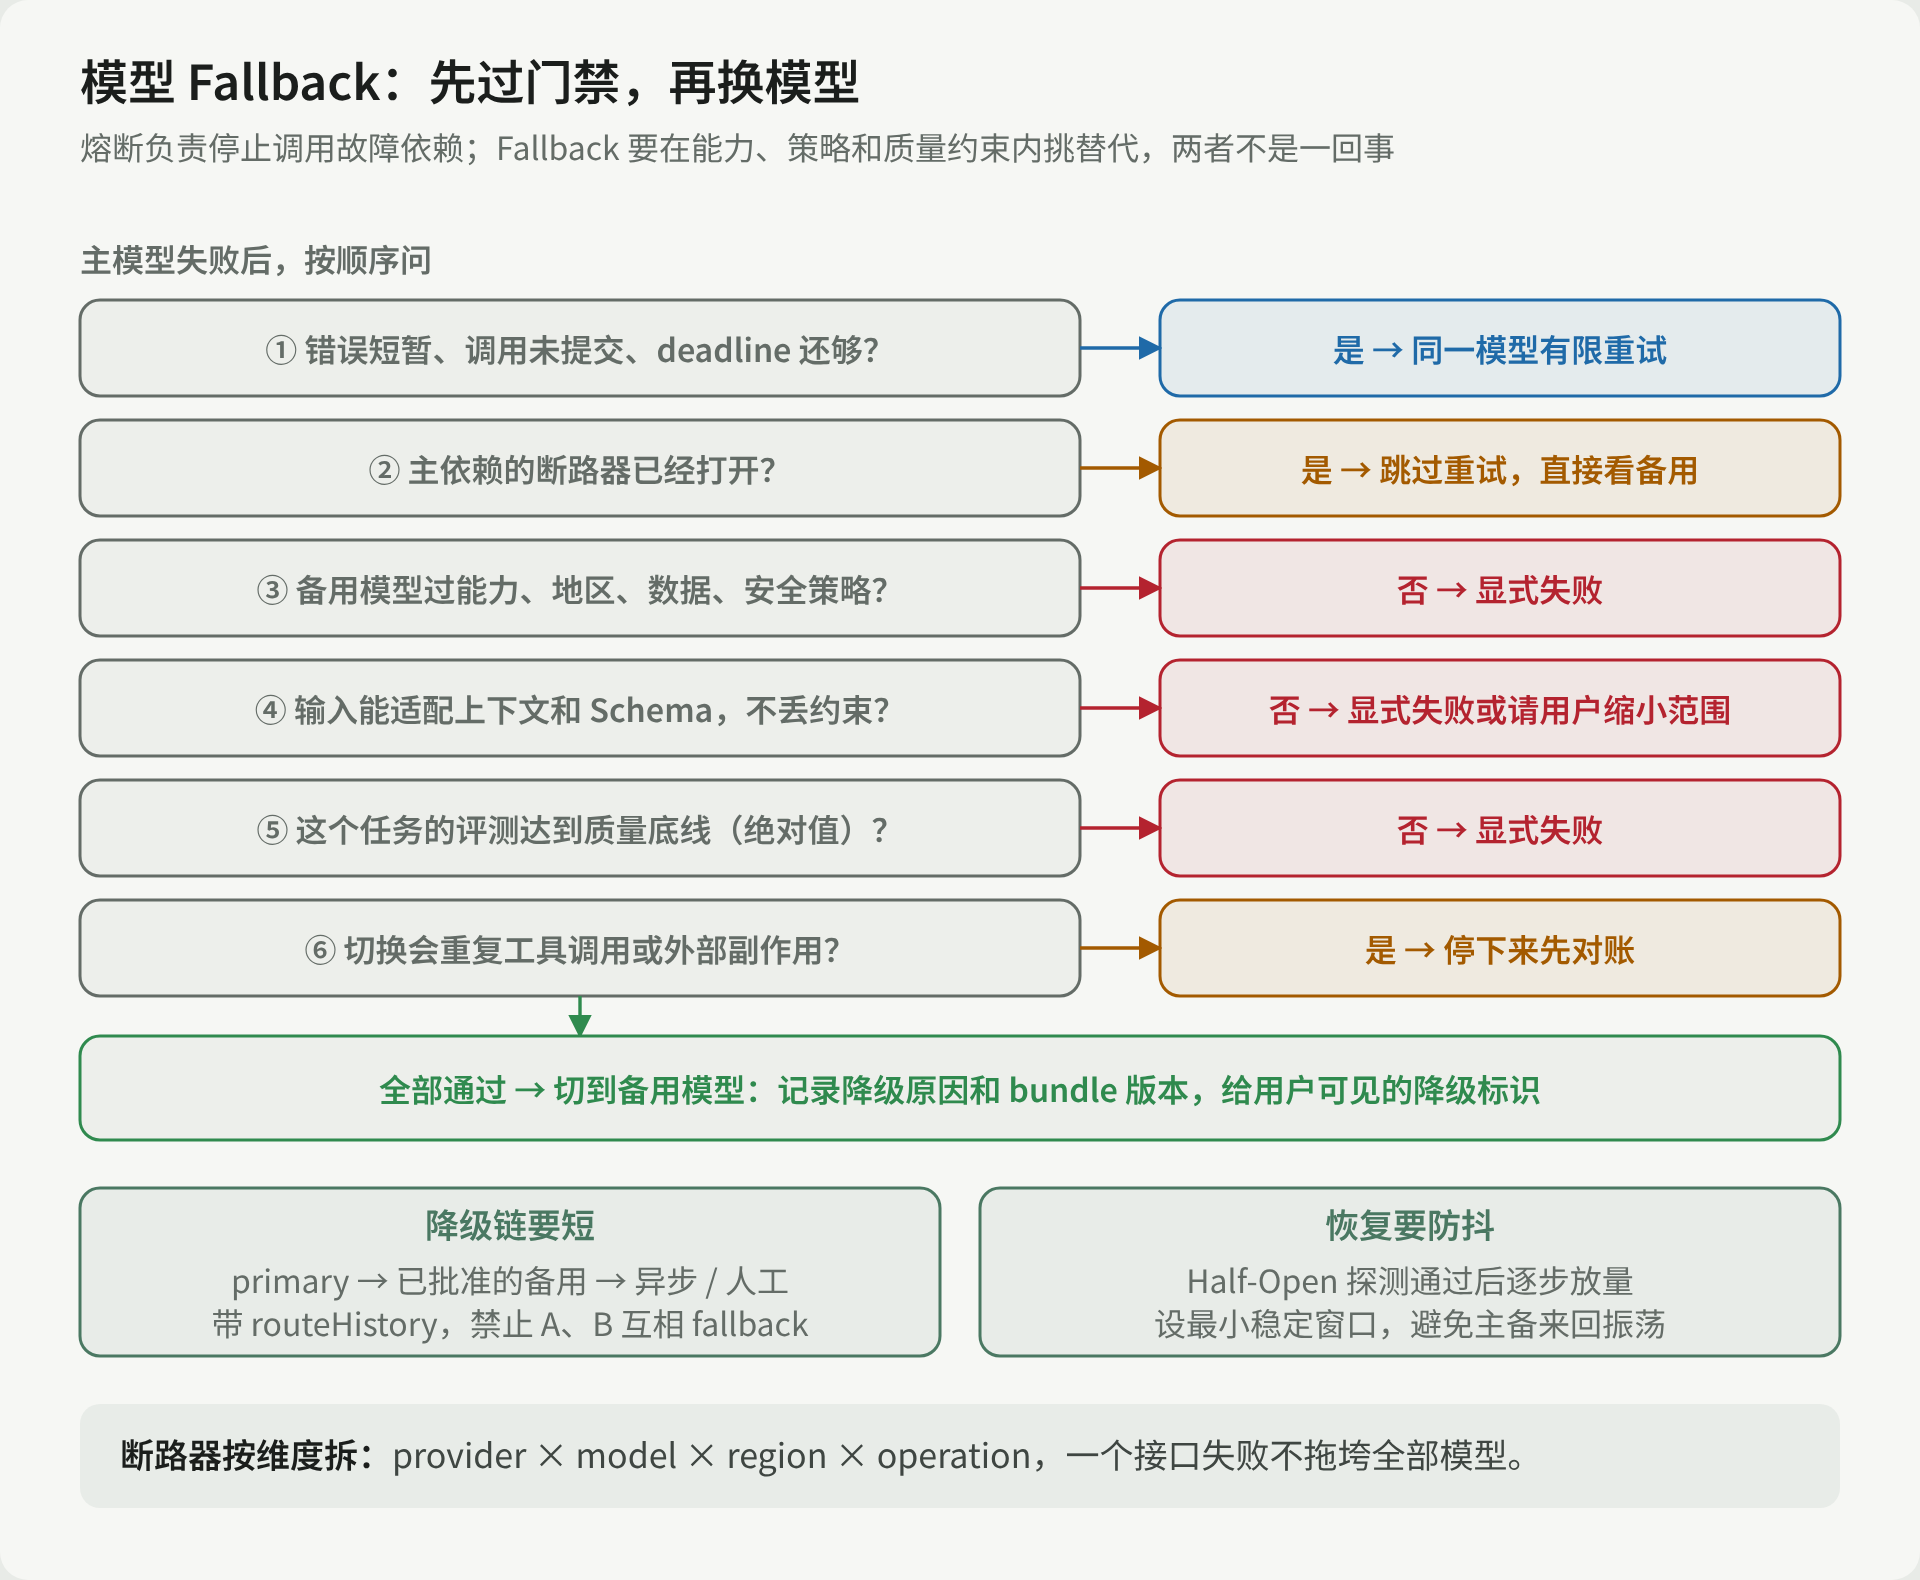 模型 Fallback：先过门禁，再换模型
熔断负责停止调用故障依赖；Fallback 要在能力、策略和质量约束内挑替代，两者不是一回事
主模型失败后，按顺序问
① 错误短暂、调用未提交、deadline 还够？
是 → 同一模型有限重试
② 主依赖的断路器已经打开？
是 → 跳过重试，直接看备用
③ 备用模型过能力、地区、数据、安全策略？
否 → 显式失败
④ 输入能适配上下文和 Schema，不丢约束？
否 → 显式失败或请用户缩小范围
⑤ 这个任务的评测达到质量底线（绝对值）？
否 → 显式失败
⑥ 切换会重复工具调用或外部副作用？
是 → 停下来先对账
全部通过 → 切到备用模型：记录降级原因和 bundle 版本，给用户可见的降级标识
降级链要短
primary → 已批准的备用 → 异步 / 人工
带 routeHistory，禁止 A、B 互相 fallback
恢复要防抖
Half-Open 探测通过后逐步放量
设最小稳定窗口，避免主备来回振荡
断路器按维度拆：provider × model × region × operation，一个接口失败不拖垮全部模型。